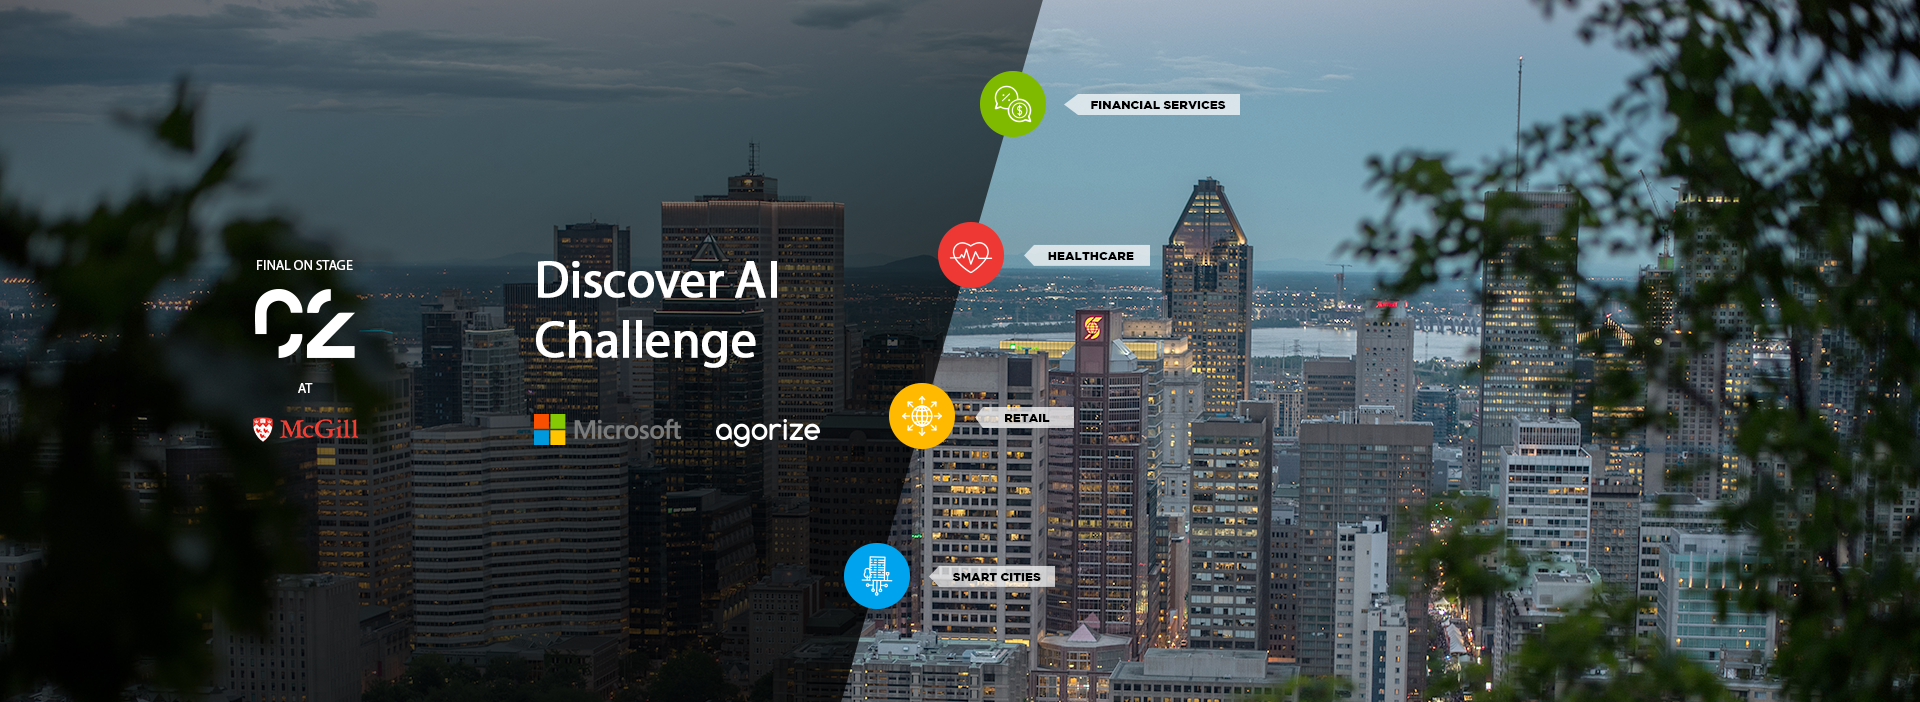 FINAL ON STAGE
C2
AT
McGill
Discover AI
Challenge
Microsoft
agorize
FINANCIAL SERVICES
HEALTHCARE
RETAIL
SMART CITIES